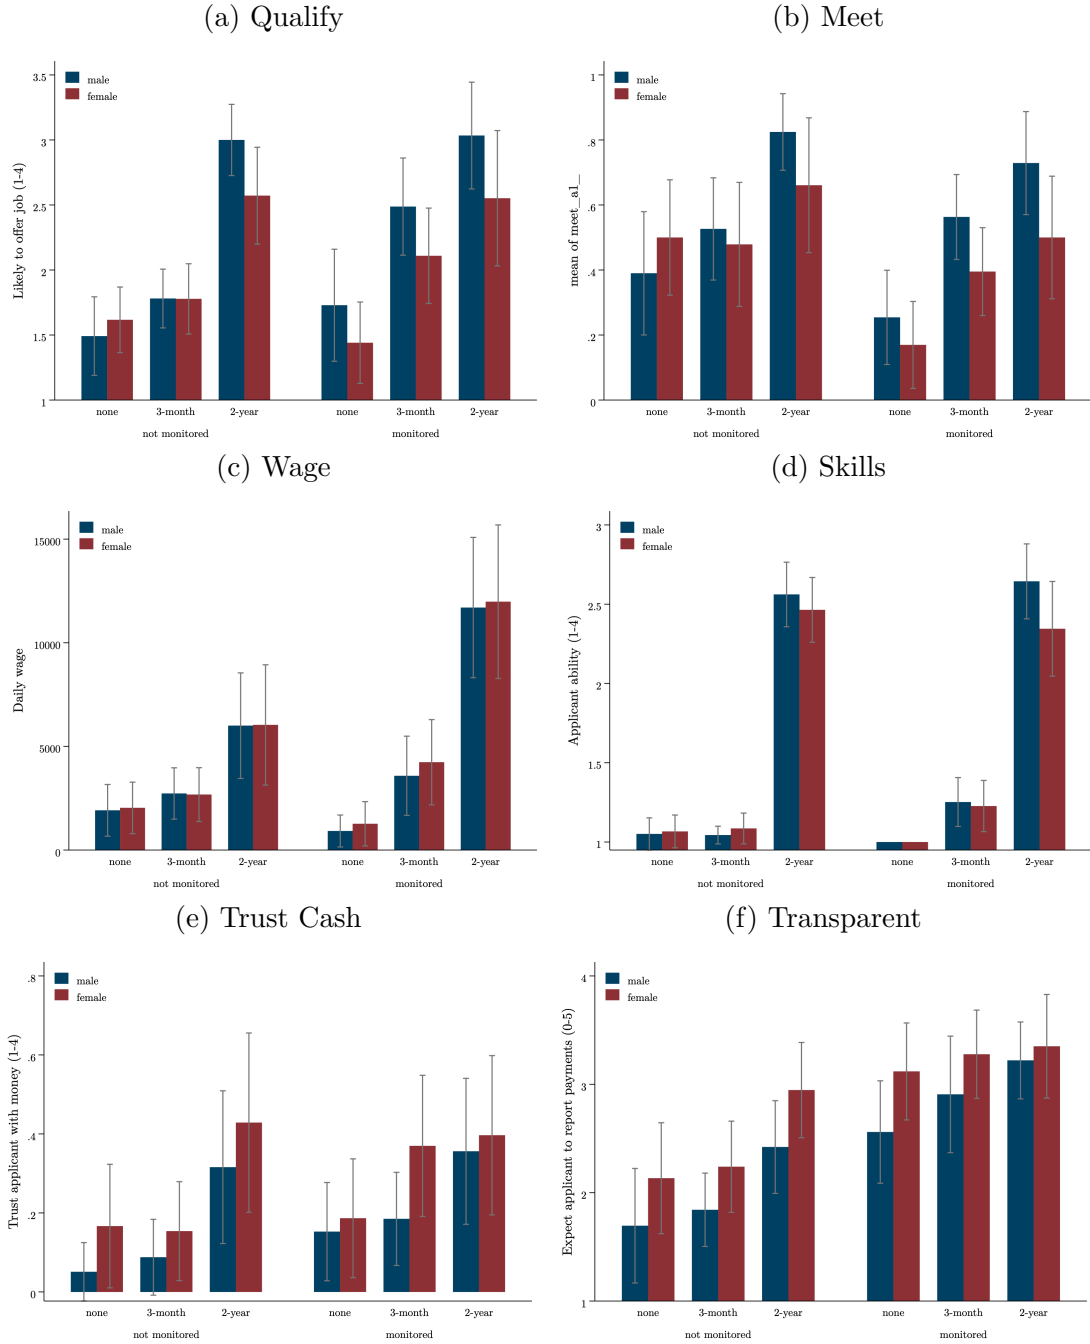 (a) Qualify
Likely to offer job (1-4)
3.5
3
2.5
2
1.5
1
male
female
none 3-month 2-year none 3-month 2-year
not monitored monitored
(b) Meet
mean of meet_a1_
1
.8
.6
.4
.2
0
male
female
none 3-month 2-year none 3-month 2-year
not monitored monitored
(c) Wage
Daily wage
15000
10000
5000
0
male
female
none 3-month 2-year none 3-month 2-year
not monitored monitored
(d) Skills
Applicant ability (1-4)
3
2.5
2
1.5
1
male
female
none 3-month 2-year none 3-month 2-year
not monitored monitored
(e) Trust Cash
Trust applicant with money (1-4)
.8
.6
.4
.2
0
male
female
none 3-month 2-year none 3-month 2-year
not monitored monitored
(f) Transparent
Expect applicant to report payments (0-5)
4
3
2
1
male
female
none 3-month 2-year none 3-month 2-year
not monitored monitored